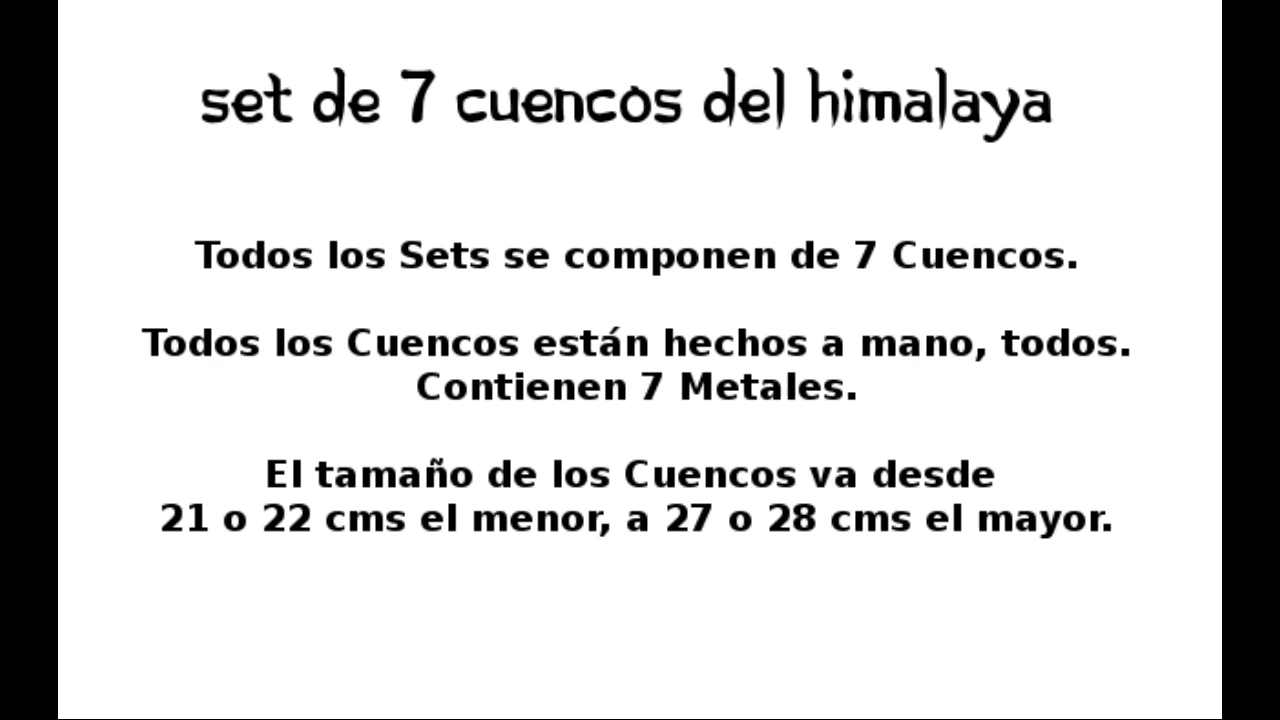 set de 7 cuencos del himalaya
Todos los Sets se componen de 7 Cuencos.
Todos los Cuencos están hechos a mano, todos.
Contienen 7 Metales.
El tamaño de los Cuencos va desde
21 o 22 cms el menor, a 27 o 28 cms el mayor.